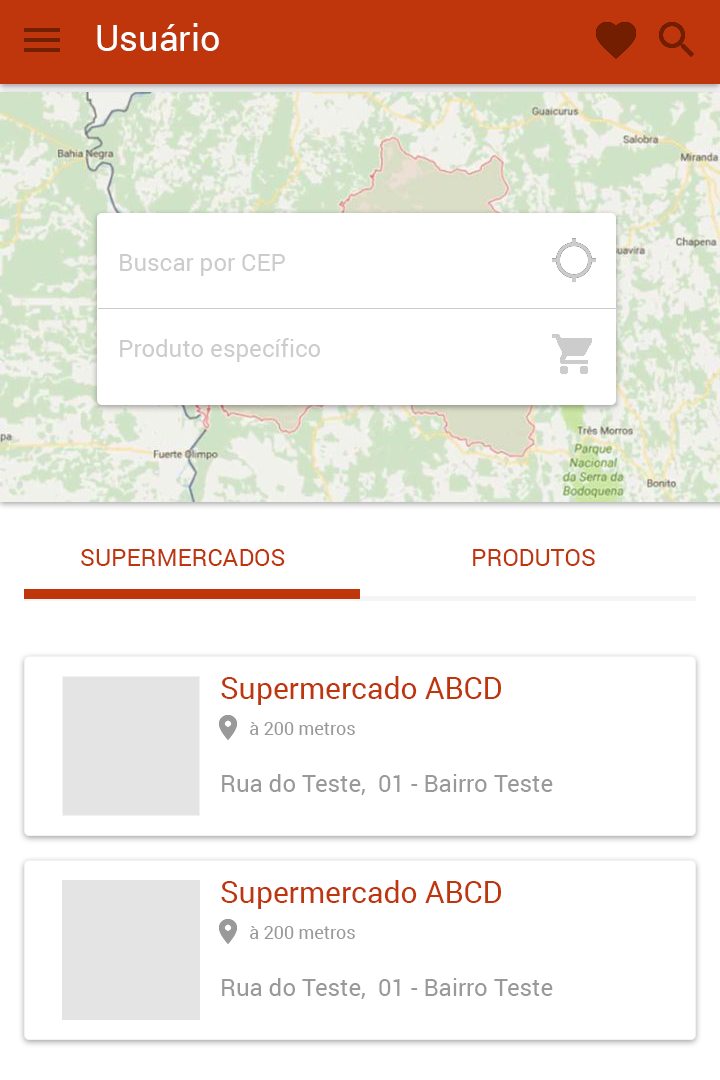 Usuário
Guaicurus
Salobra
Bahia Negra
Miranda
Chapena
Buscar por CEP
Produto específico
Três Morros
Fuerte Olimpo
Parque
Nacional
da Serra da
Bodoquena
Bonito
SUPERMERCADOS
PRODUTOS
Supermercado ABCD
à 200 metros
Rua do Teste, 01 - Bairro Teste
Supermercado ABCD
à 200 metros
Rua do Teste, 01 - Bairro Teste